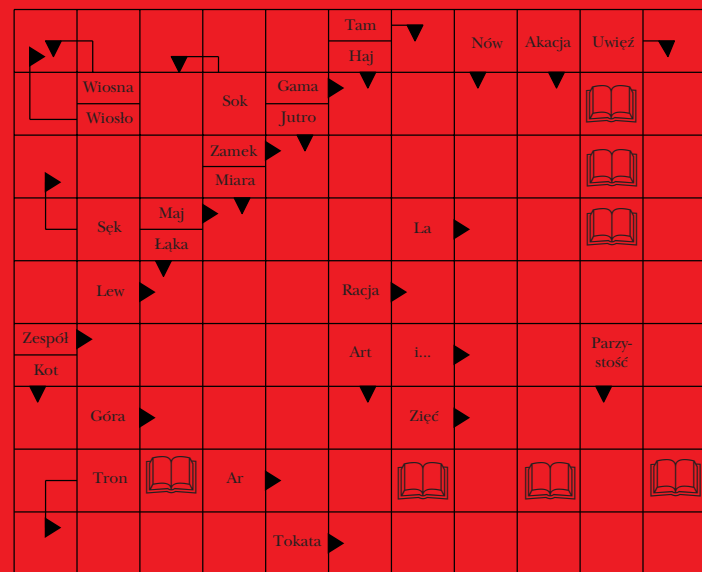 Tam
Haj
Nów
Akacja
Uwięź
Wiosna
Wiosło
Sok
Gama
Jutro
Zamek
Miara
Sęk
Maj
Łąka
La
Lew
Racja
Zespół
Kot
Art
i...
Parzy-
stość
Góra
Zięć
Tron
Ar
Tokata